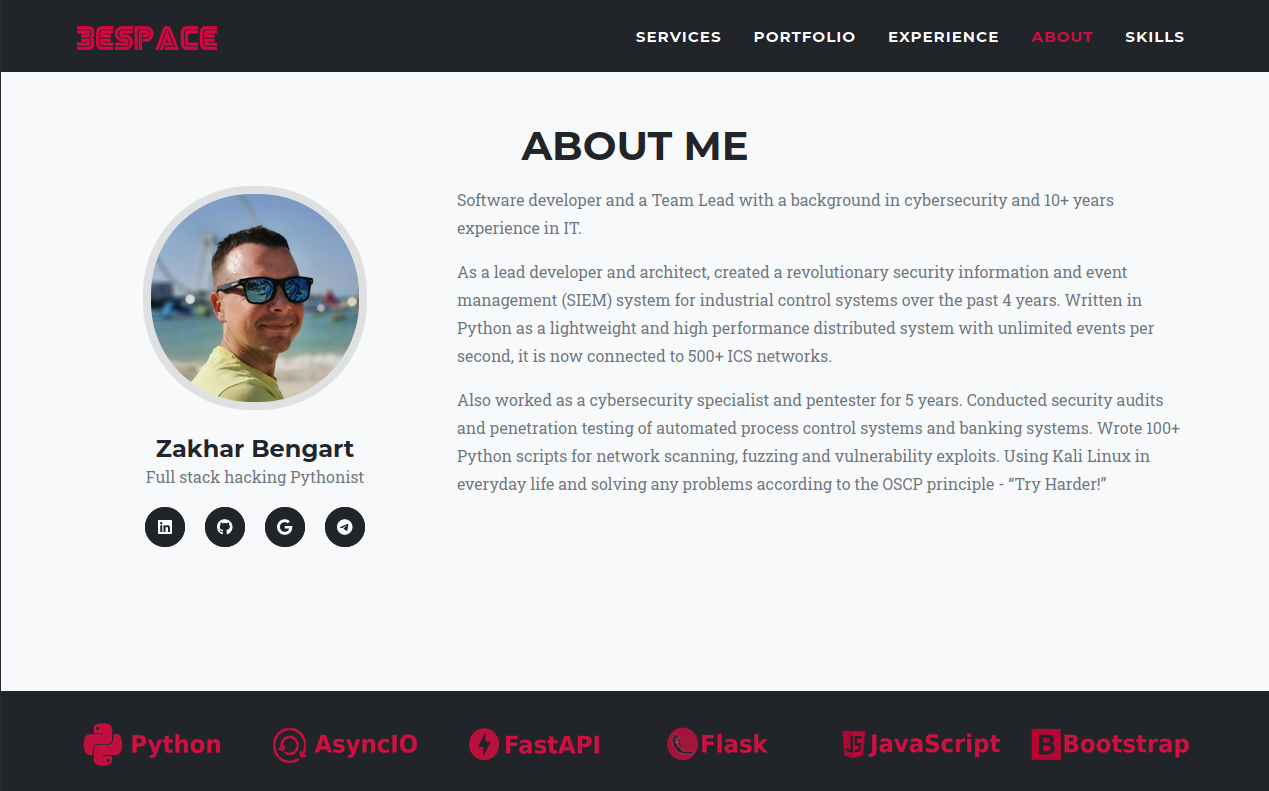 BESPACE
SERVICES PORTFOLIO EXPERIENCE ABOUT SKILLS
ABOUT ME
Software developer and a Team Lead with a background in cybersecurity and 10+ years
experience in IT.
As a lead developer and architect, created a revolutionary security information and event
management (SIEM) system for industrial control systems over the past 4 years. Written in
Python as a lightweight and high performance distributed system with unlimited events per
second, it is now connected to 500+ ICS networks.
Also worked as a cybersecurity specialist and pentester for 5 years. Conducted security audits
and penetration testing of automated process control systems and banking systems. Wrote 100+
Python scripts for network scanning, fuzzing and vulnerability exploits. Using Kali Linux in
everyday life and solving any problems according to the OSCP principle - “Try Harder!”
Zakhar Bengart
Full stack hacking Pythonist
Python AsyncIO FastAPI Flask JavaScript Bootstrap